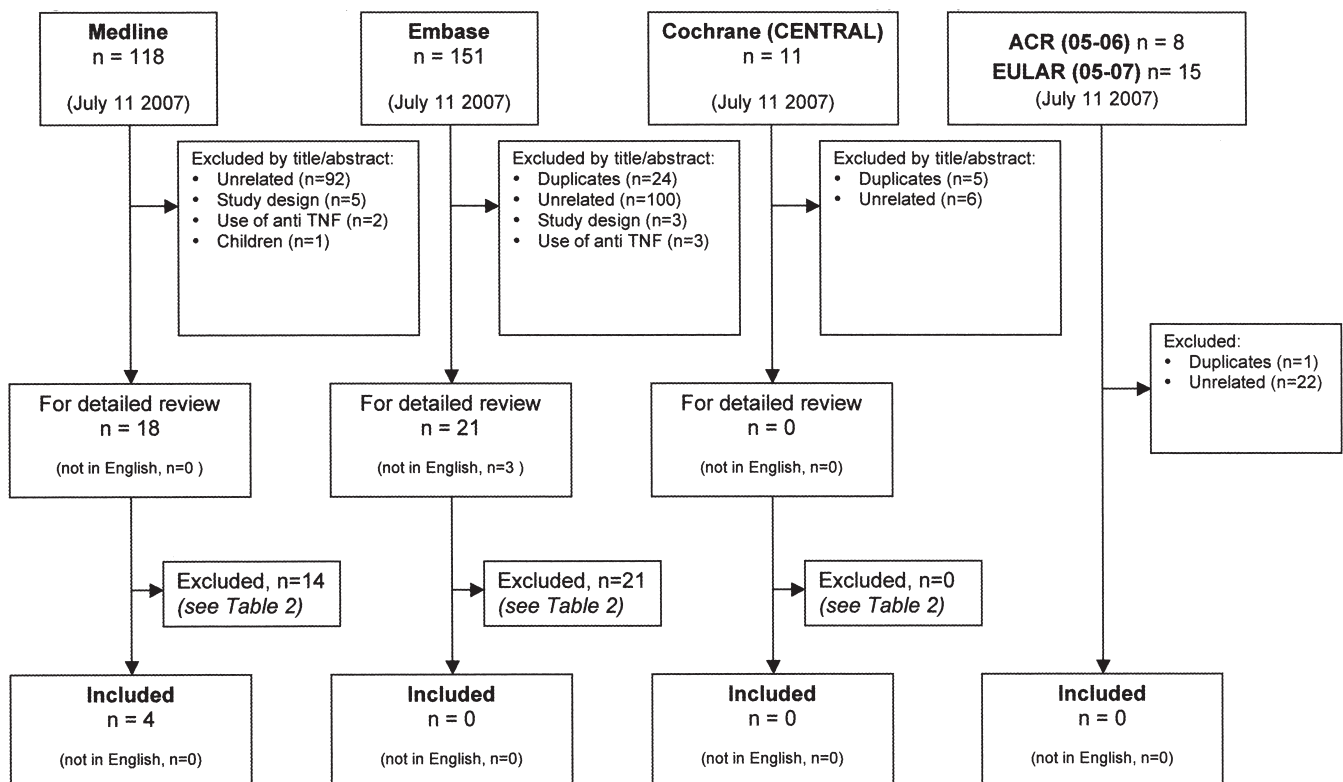 Medline
n = 118
(July 11 2007)
Embase
n = 151
(July 11 2007)
Cochrane (CENTRAL)
n = 11
(July 11 2007)
ACR (05-06) n = 8
EULAR (05-07) n= 15
(July 11 2007)
Excluded by title/abstract:
• Unrelated (n=92)
• Study design (n=5)
• Use of anti TNF (n=2)
• Children (n=1)
Excluded by title/abstract:
• Duplicates (n=24)
• Unrelated (n=100)
• Study design (n=3)
• Use of anti TNF (n=3)
Excluded by title/abstract:
• Duplicates (n=5)
• Unrelated (n=6)
Excluded:
• Duplicates (n=1)
• Unrelated (n=22)
For detailed review
n = 18
(not in English, n=0 )
For detailed review
n = 21
(not in English, n=3 )
For detailed review
n = 0
(not in English, n=0)
Excluded, n=14
(see Table 2)
Excluded, n=21
(see Table 2)
Excluded, n=0
(see Table 2)
Included
n = 4
(not in English, n=0)
Included
n = 0
(not in English, n=0)
Included
n = 0
(not in English, n=0)
Included
n = 0
(not in English, n=0)